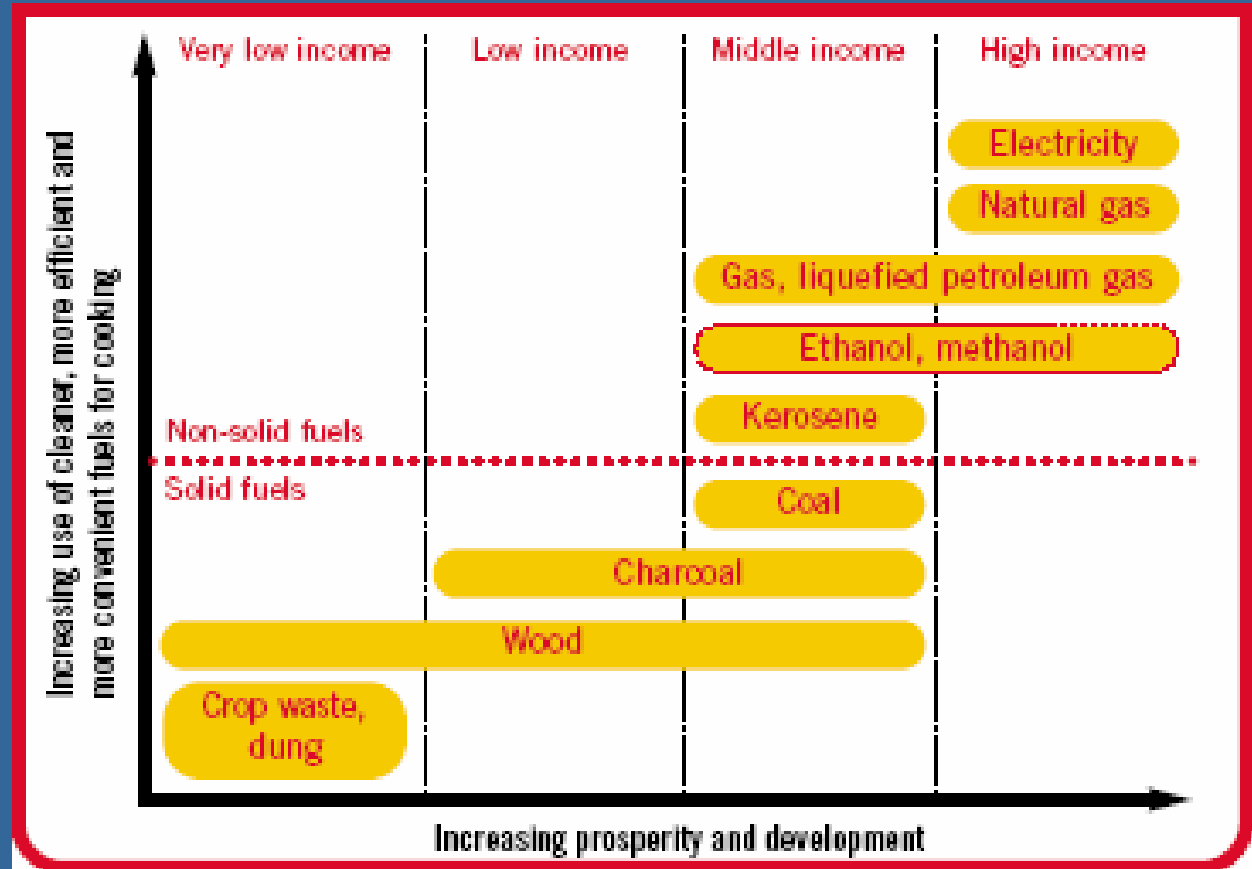 Very low income
Low income
Middle income
High income
Electricity
Natural gas
Gas, liquefied petroleum gas
Ethanol, methanol
Kerosene
Non-solid fuels
Solid fuels
Coal
Charcoal
Wood
Crop waste,
dung
Increasing use of cleaner, more efficient and
more convenient fuels for cooking
Increasing prosperity and development